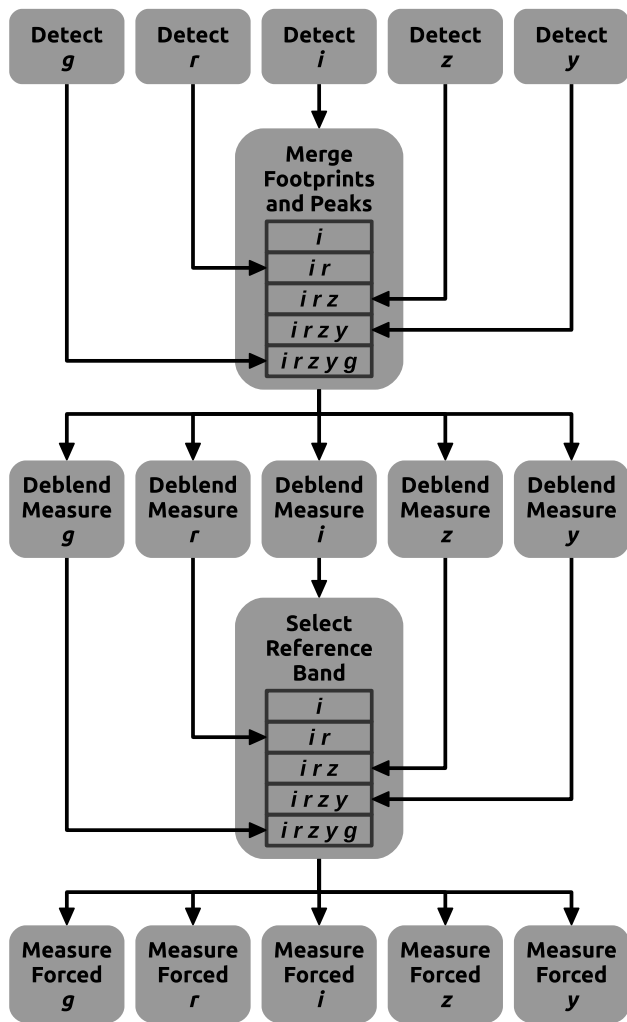 Detect
g
Detect
r
Detect
i
Detect
z
Detect
y
Merge
Footprints
and Peaks
i
i r
i r z
i r z y
i r z y g
Deblend
Measure
g
Deblend
Measure
r
Deblend
Measure
i
Deblend
Measure
z
Deblend
Measure
y
Select
Reference
Band
i
i r
i r z
i r z y
i r z y g
Measure
Forced
g
Measure
Forced
r
Measure
Forced
i
Measure
Forced
z
Measure
Forced
y